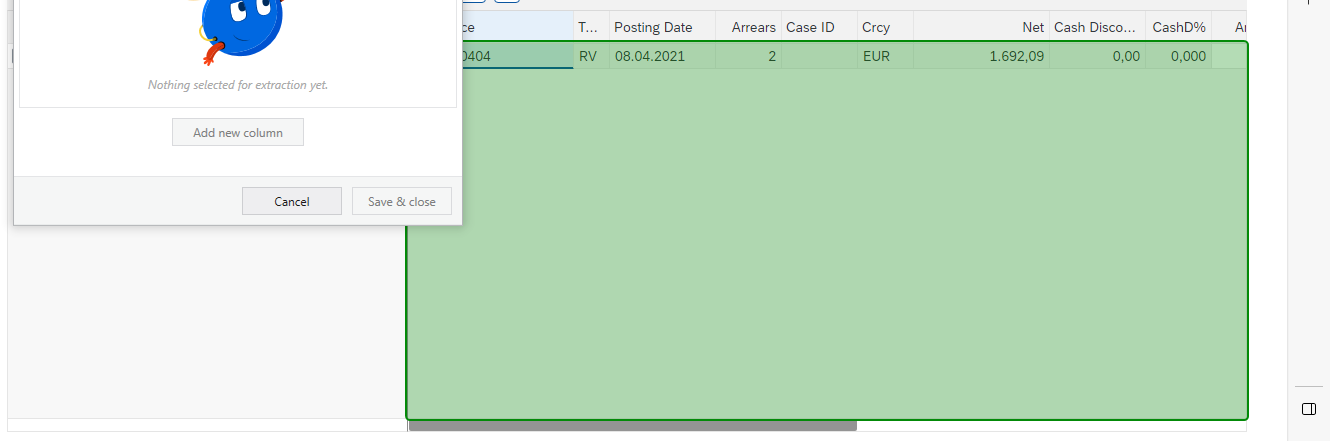 ce T... Posting Date Arrears Case ID Crcy Net Cash Disco... CashD% Ar
0404 RV 08.04.2021 2 EUR 1.692,09 0,00 0,000
Nothing selected for extraction yet.
Add new column
Cancel Save & close